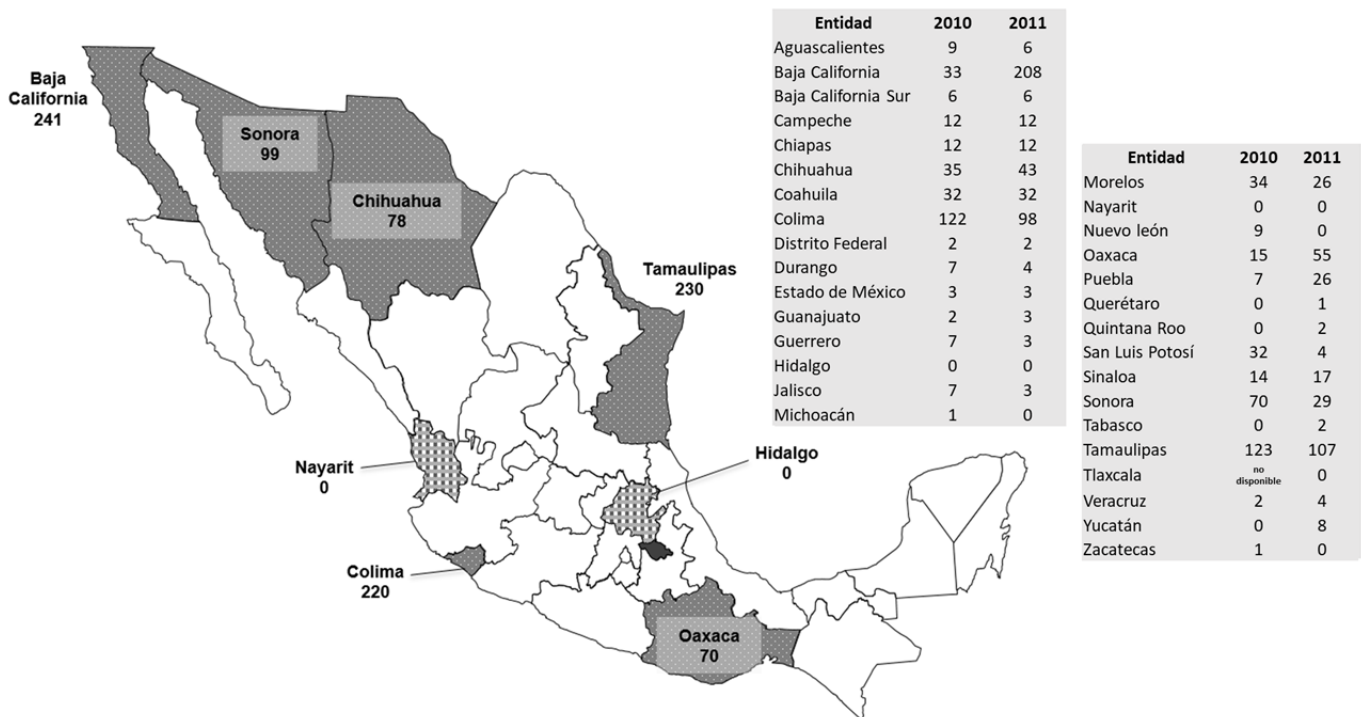 Baja
California
241
Sonora
99
Chihuahua
78
Tamaulipas
230
Nayarit
0
Hidalgo
0
Colima
220
Oaxaca
70
Entidad 2010 2011
Aguascalientes 9 6
Baja California 33 208
Baja California Sur 6 6
Campeche 12 12
Chiapas 12 12
Chihuahua 35 43
Coahuila 32 32
Colima 122 98
Distrito Federal 2 2
Durango 7 4
Estado de México 3 3
Guanajuato 2 3
Guerrero 7 3
Hidalgo 0 0
Jalisco 7 3
Michoacán 1 0
Entidad 2010 2011
Morelos 34 26
Nayarit 0 0
Nuevo león 9 0
Oaxaca 15 55
Puebla 7 26
Querétaro 0 1
Quintana Roo 0 2
San Luis Potosí 32 4
Sinaloa 14 17
Sonora 70 29
Tabasco 0 2
Tamaulipas 123 107
Tlaxcala no disponible 0
Veracruz 2 4
Yucatán 0 8
Zacatecas 1 0